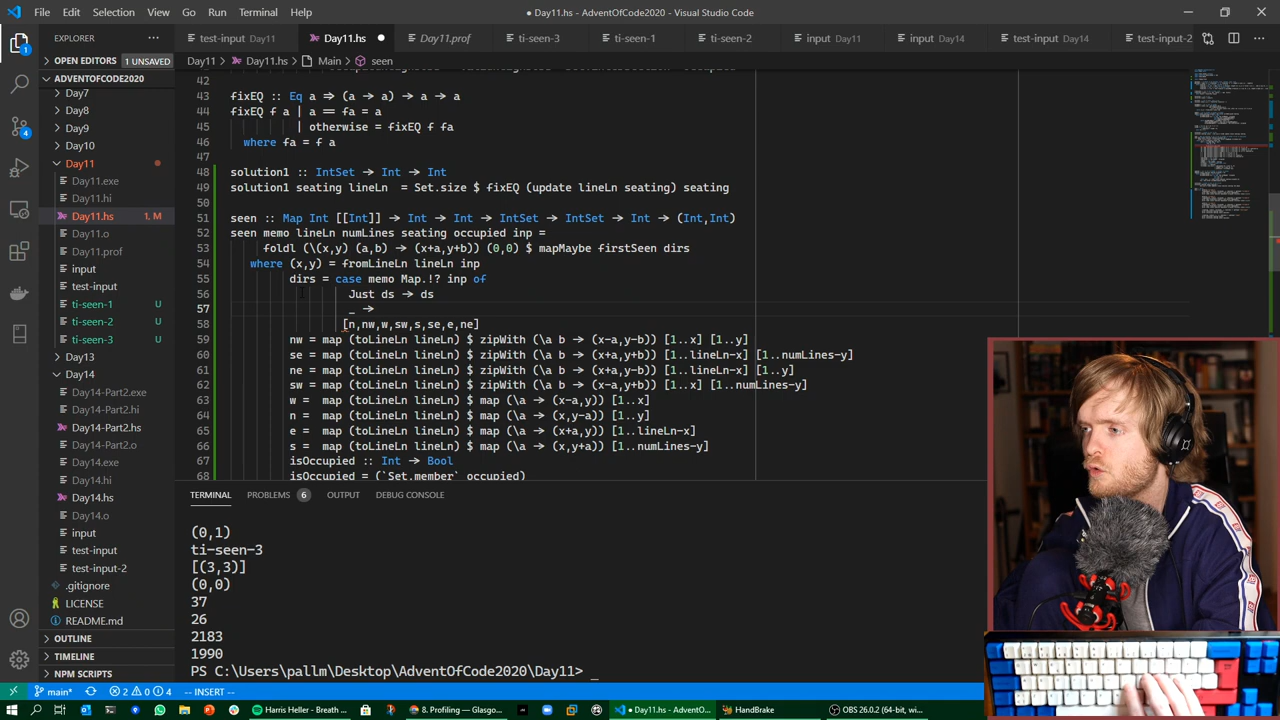 File Edit Selection View Go Run Terminal Help
● Day11.hs - AdventOfCode2020 - Visual Studio Code
EXPLORER
OPEN EDITORS 1 UNSAVED
ADVENTOFCODE2020
Day7
Day8
Day9
Day10
Day11
Day11.exe
Day11.hi
Day11.hs 1, M
Day11.o
Day11.prof
input
test-input
ti-seen-1 U
ti-seen-2 U
ti-seen-3 U
Day13
Day14
Day14-Part2.exe
Day14-Part2.hi
Day14-Part2.hs
Day14-Part2.o
Day14.exe
Day14.hi
Day14.hs
Day14.o
input
test-input
test-input-2
.gitignore
LICENSE
README.md
OUTLINE
TIMELINE
NPM SCRIPTS
test-input Day11 Day11.hs ● Day11.prof ti-seen-3 ti-seen-1 ti-seen-2 input Day11 input Day14 test-input Day14 test-input-2
Day11 > Day11.hs > Main > seen
42
43 fixEQ :: Eq a ⇒ (a → a) → a → a
44 fixEQ f a | a == fa = a
45 | otherwise = fixEQ f fa
46 where fa = f a
47
48 solution1 :: IntSet → Int → Int
49 solution1 seating lineLn = Set.size $ fixEQ (update lineLn seating) seating
50
51 seen :: Map Int [[Int]] → Int → Int → IntSet → IntSet → Int → (Int,Int)
52 seen memo lineLn numLines seating occupied inp =
53 foldl (\(x,y) (a,b) → (x+a,y+b)) (0,0) $ mapMaybe firstSeen dirs
54 where (x,y) = fromLineLn lineLn inp
55 dirs = case memo Map.!? inp of
56 Just ds → ds
57 _ →
58 [n,nw,w,sw,s,se,e,ne]
59 nw = map (toLineLn lineLn) $ zipWith (\a b → (x-a,y-b)) [1..x] [1..y]
60 se = map (toLineLn lineLn) $ zipWith (\a b → (x+a,y+b)) [1..lineLn-x] [1..numLines-y]
61 ne = map (toLineLn lineLn) $ zipWith (\a b → (x+a,y-b)) [1..lineLn-x] [1..y]
62 sw = map (toLineLn lineLn) $ zipWith (\a b → (x-a,y+b)) [1..x] [1..numLines-y]
63 w = map (toLineLn lineLn) $ map (\a → (x-a,y)) [1..x]
64 n = map (toLineLn lineLn) $ map (\a → (x,y-a)) [1..y]
65 e = map (toLineLn lineLn) $ map (\a → (x+a,y)) [1..lineLn-x]
66 s = map (toLineLn lineLn) $ map (\a → (x,y+a)) [1..numLines-y]
67 isOccupied :: Int → Bool
68 isOccupied = (`Set.member` occupied)
TERMINAL PROBLEMS 6 OUTPUT DEBUG CONSOLE
(0,1)
ti-seen-3
[(3,3)]
(0,0)
37
26
2183
1990
PS C:\Users\pallm\Desktop\AdventOfCode2020\Day11> _
main* 2 0 4 -- INSERT --
Harris Heller - Breath ... 8. Profiling — Glasgo... ● Day11.hs - AdventO... HandBrake OBS 26.0.2 (64-bit, wi...